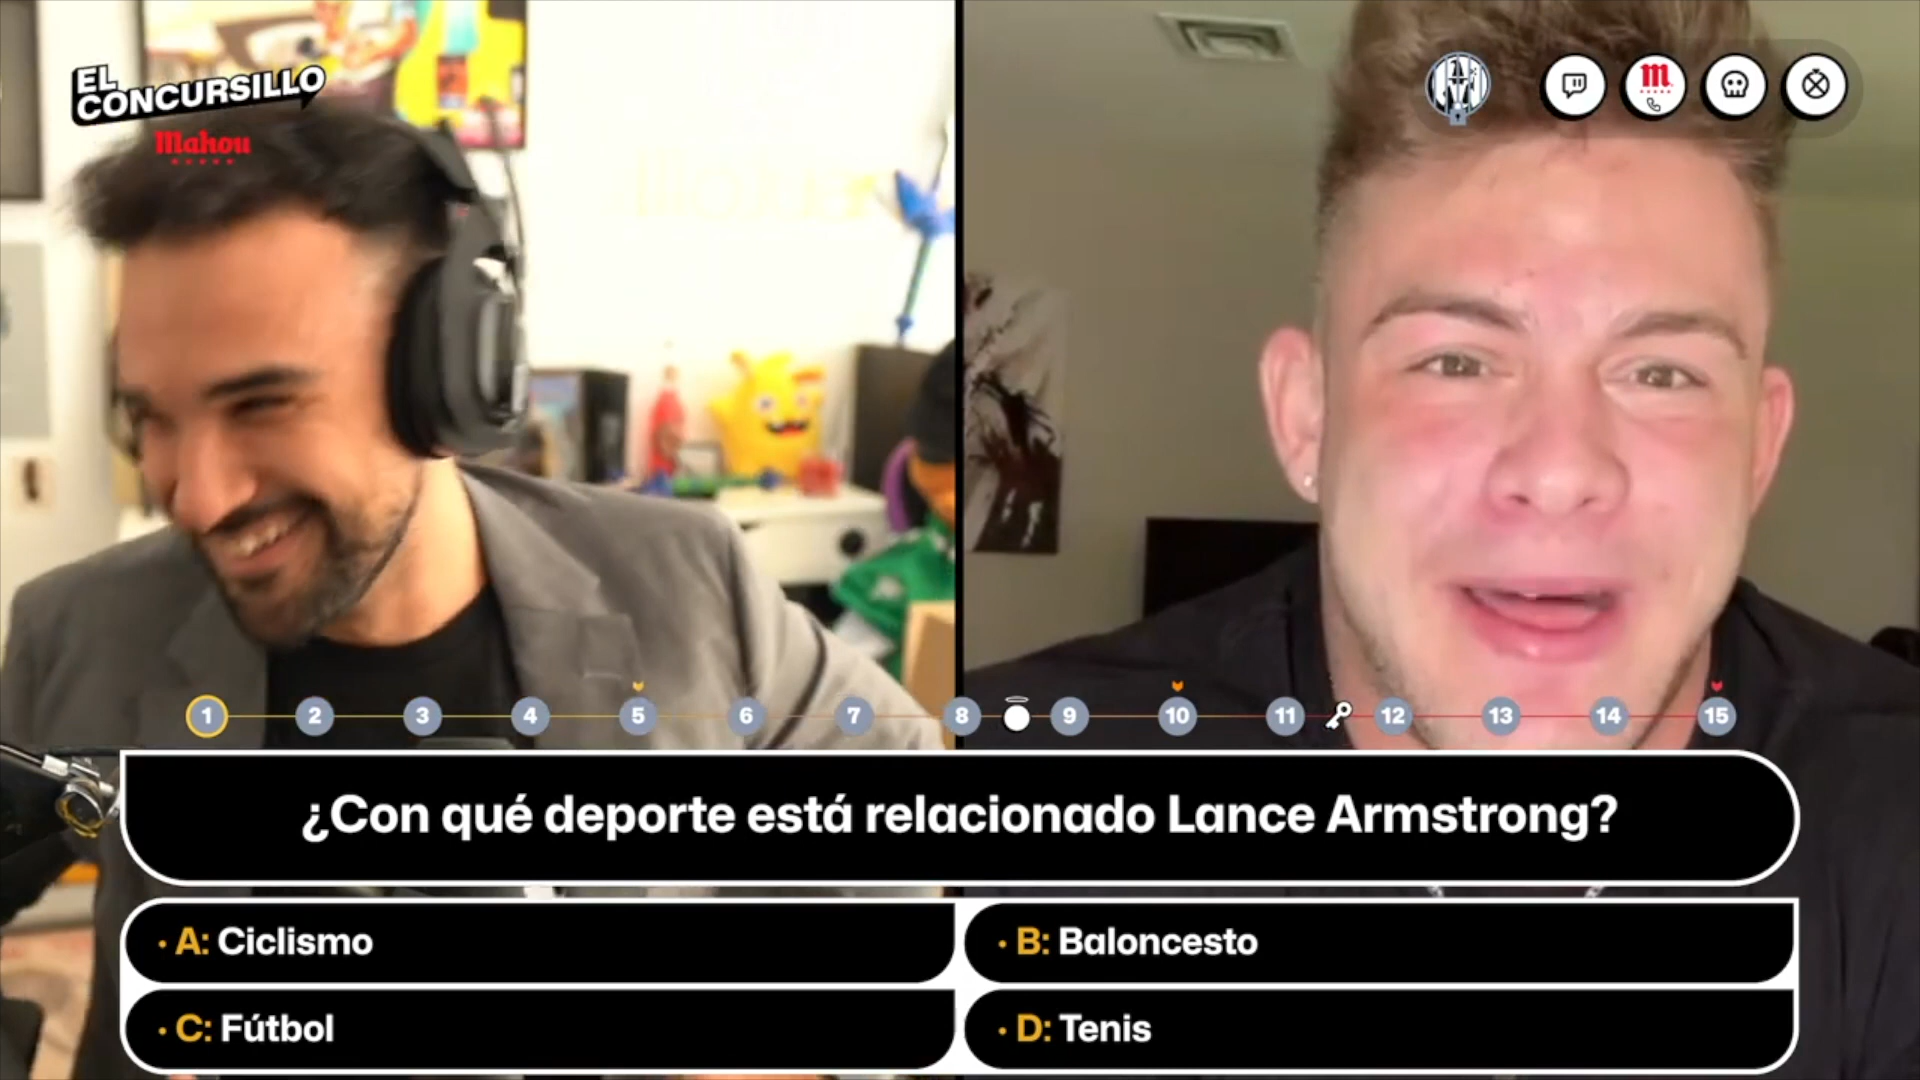 EL
CONCURSILLO
Mahou
m
1 2 3 4 5 6 7 8 9 10 11 12 13 14 15
¿Con qué deporte está relacionado Lance Armstrong?
· A: Ciclismo
· B: Baloncesto
· C: Fútbol
· D: Tenis